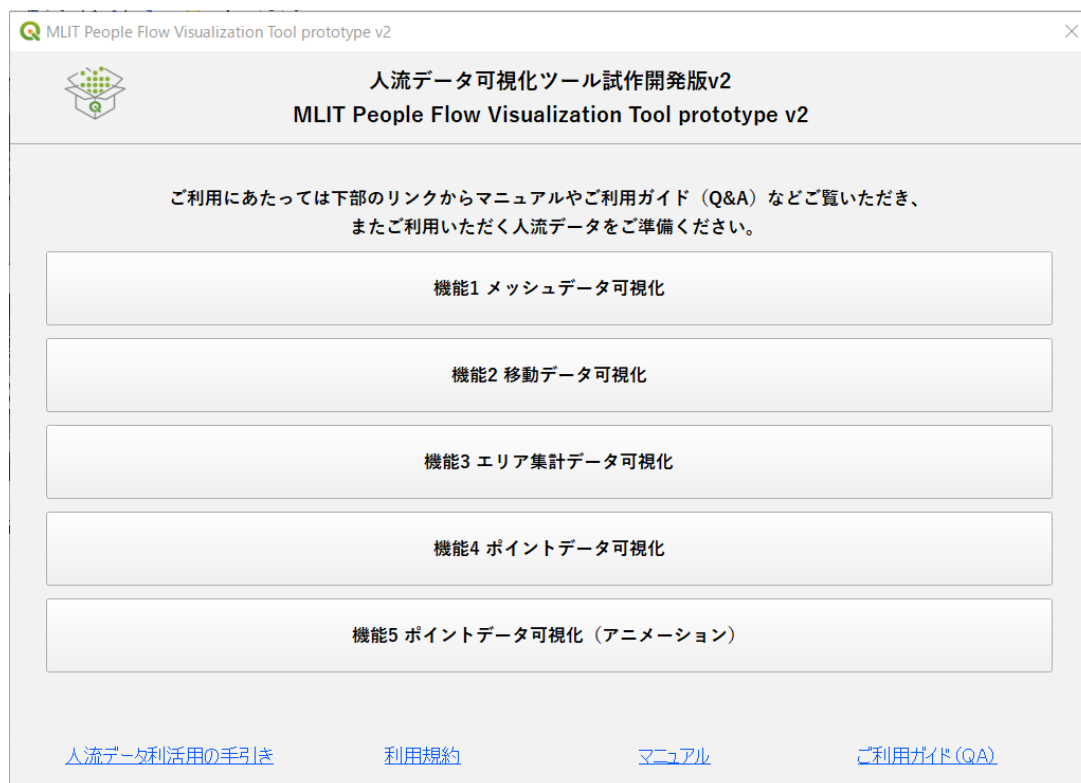 MLIT People Flow Visualization Tool prototype v2
人流データ可視化ツール試作開発版v2
MLIT People Flow Visualization Tool prototype v2
ご利用にあたっては下部のリンクからマニュアルやご利用ガイド（Q&A）などご覧いただき、
またご利用いただく人流データをご準備ください。
機能1 メッシュデータ可視化
機能2 移動データ可視化
機能3 エリア集計データ可視化
機能4 ポイントデータ可視化
機能5 ポイントデータ可視化（アニメーション）
人流データ利活用の手引き
利用規約
マニュアル
ご利用ガイド(QA)